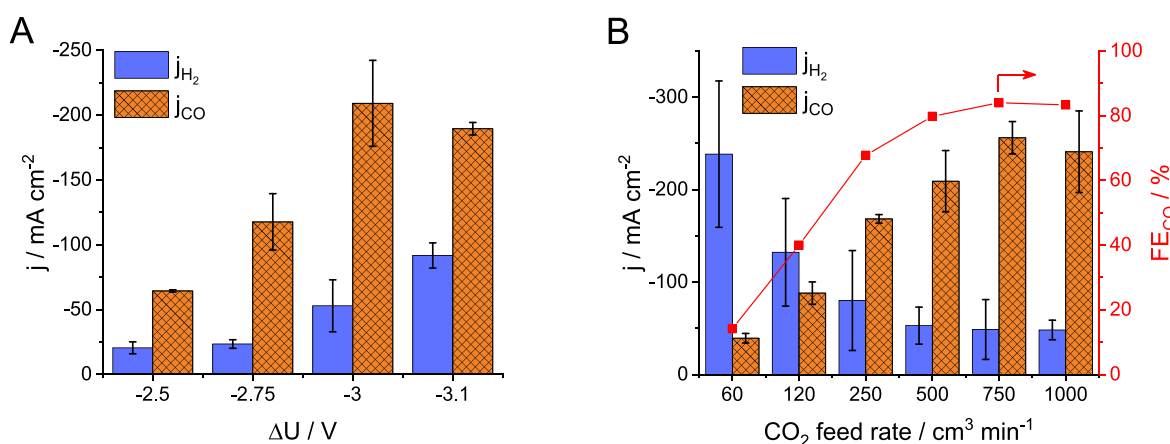 A
-250
-200
-150
-100
-50
0
j / mA cm⁻²
j_H₂
j_CO
-2.5 -2.75 -3 -3.1
ΔU / V
B
-300
-200
-100
0
j / mA cm⁻²
j_H₂
j_CO
100
80
60
40
20
0
FE_CO / %
60 120 250 500 750 1000
CO₂ feed rate / cm³ min⁻¹